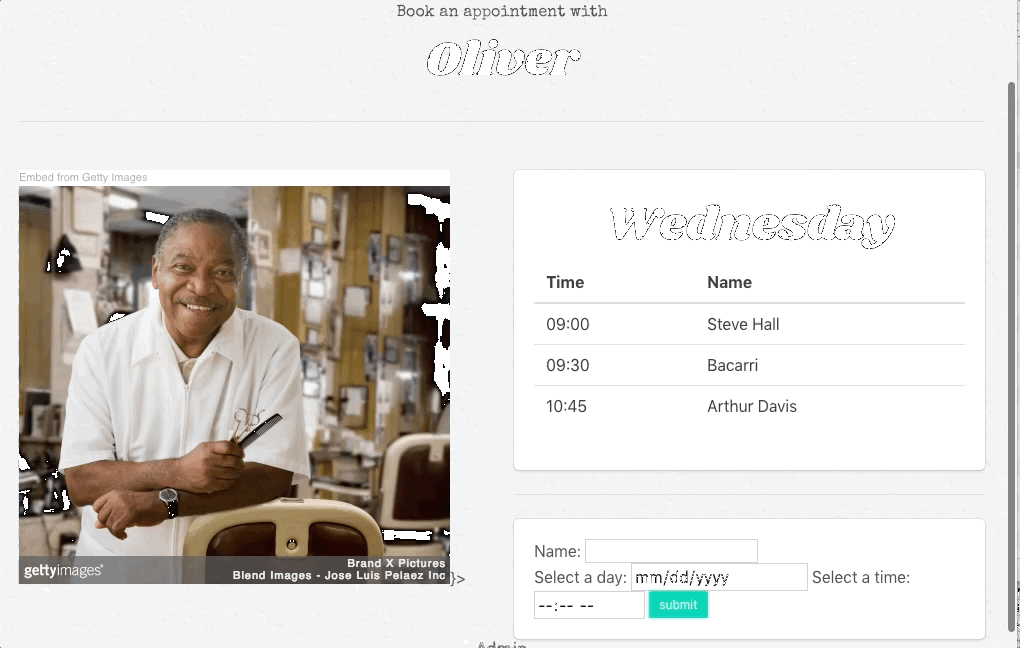 Book an appointment with
Oliver
Embed from Getty Images
gettyimages®
Brand X Pictures
Blend Images - Jose Luis Pelaez Inc
}>
Wednesday
Time Name
09:00 Steve Hall
09:30 Bacarri
10:45 Arthur Davis
Name:
Select a day: mm/dd/yyyy Select a time:
--:-- -- submit
Admin